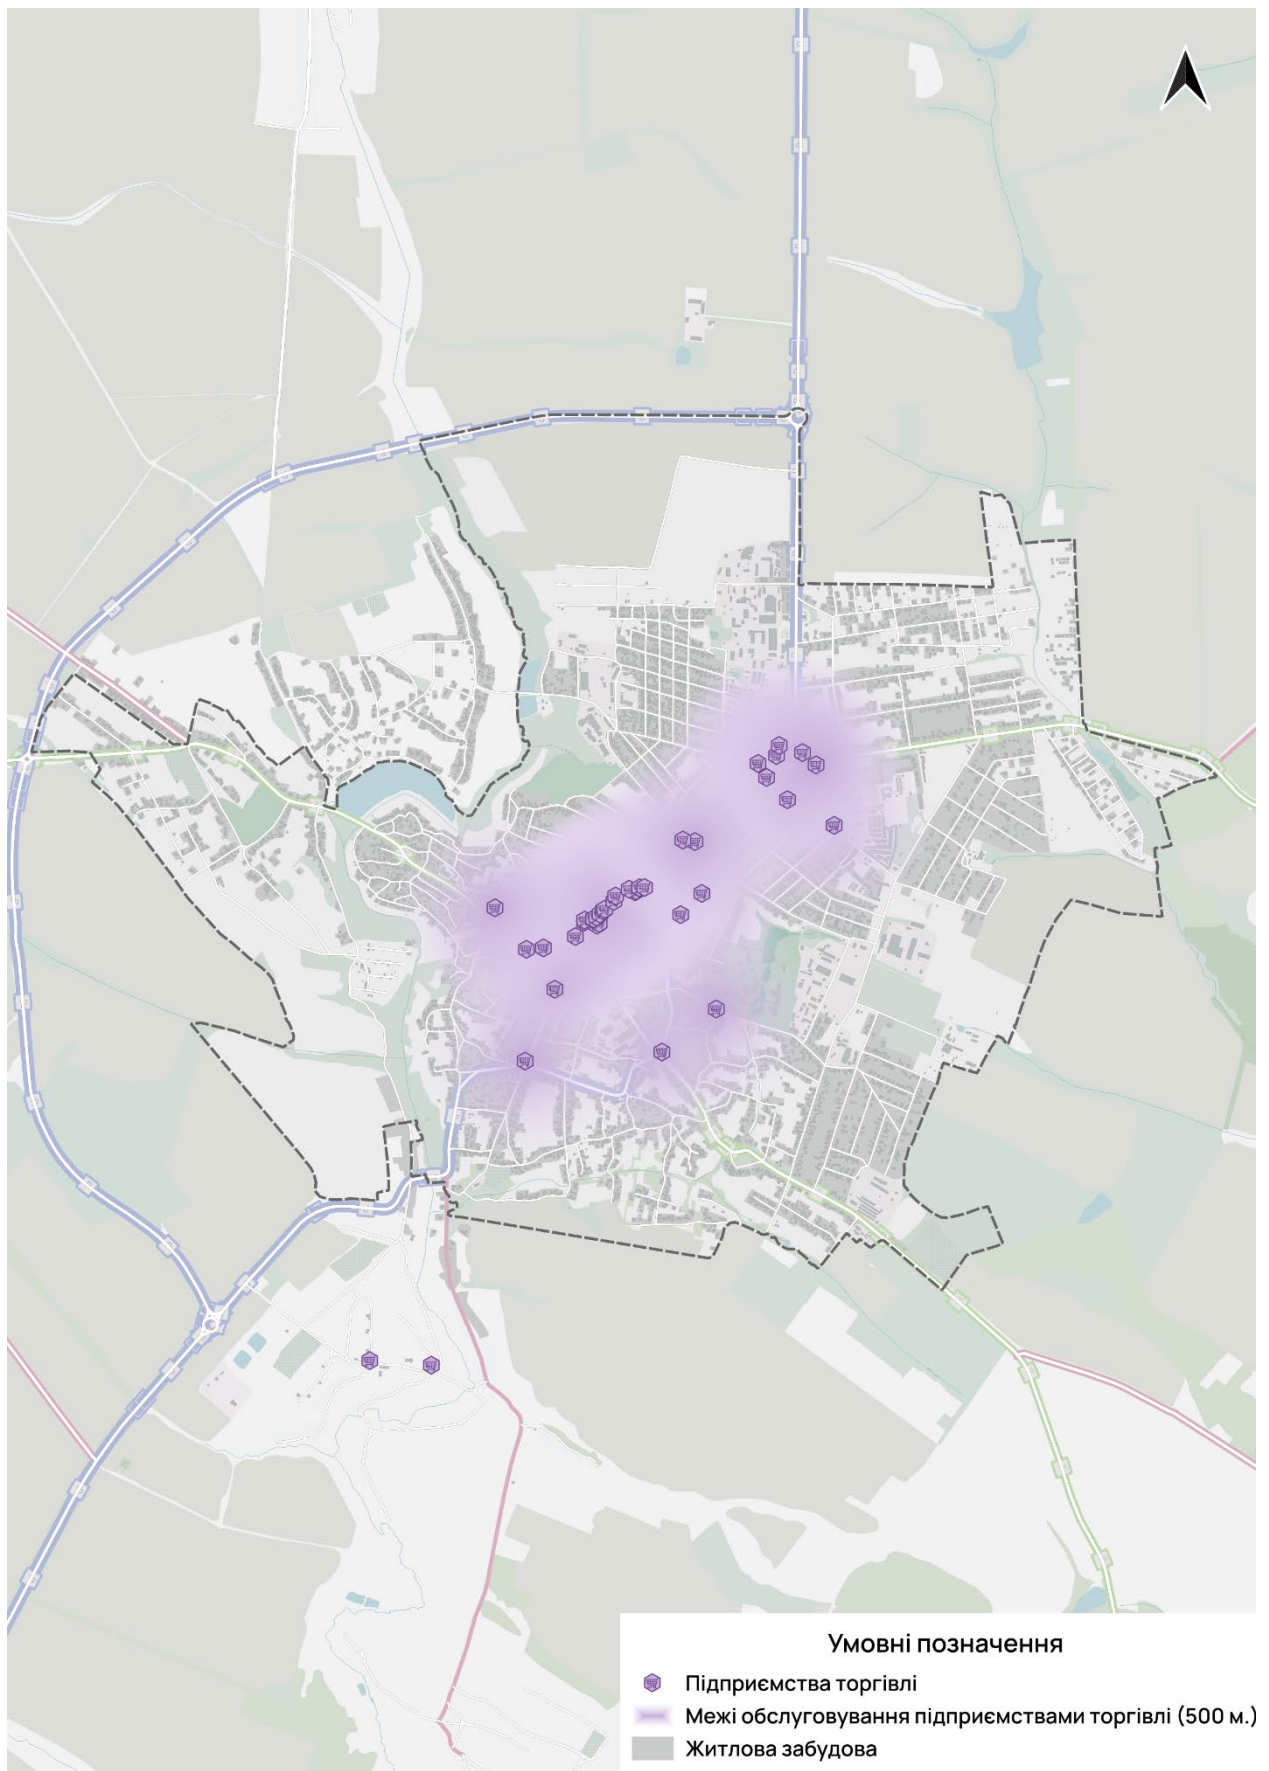 Умовні позначення
Підприємства торгівлі
Межі обслуговування підприємствами торгівлі (500 м.)
Житлова забудова